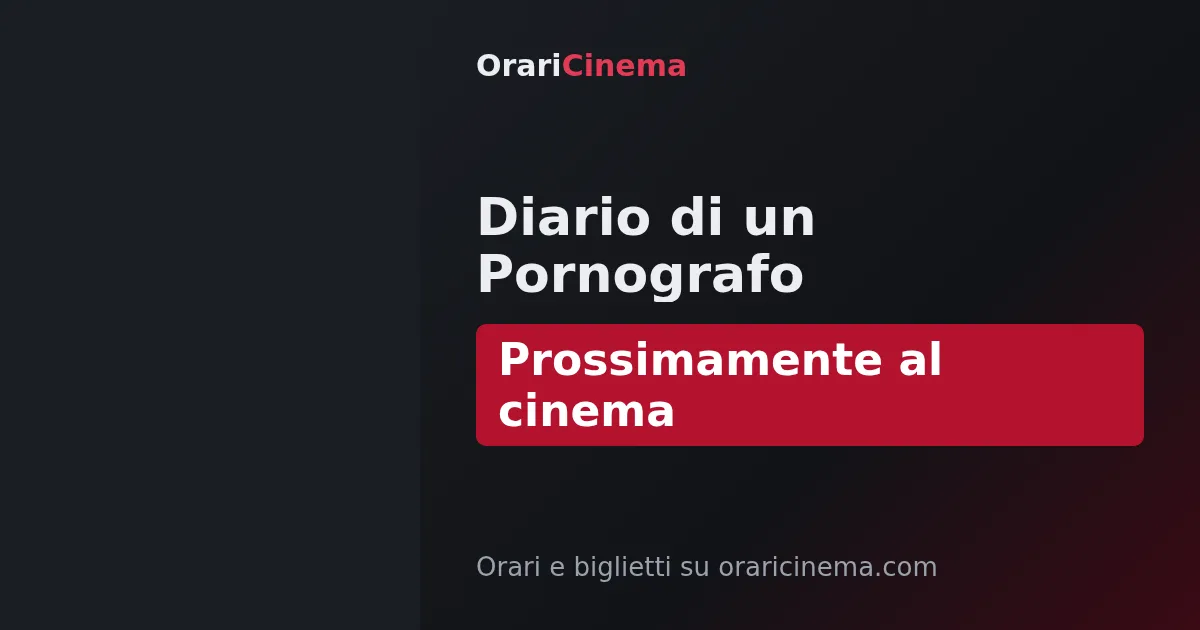 OrariCinema
Diario di un
Pornografo
Prossimamente al
cinema
Orari e biglietti su oraricinema.com